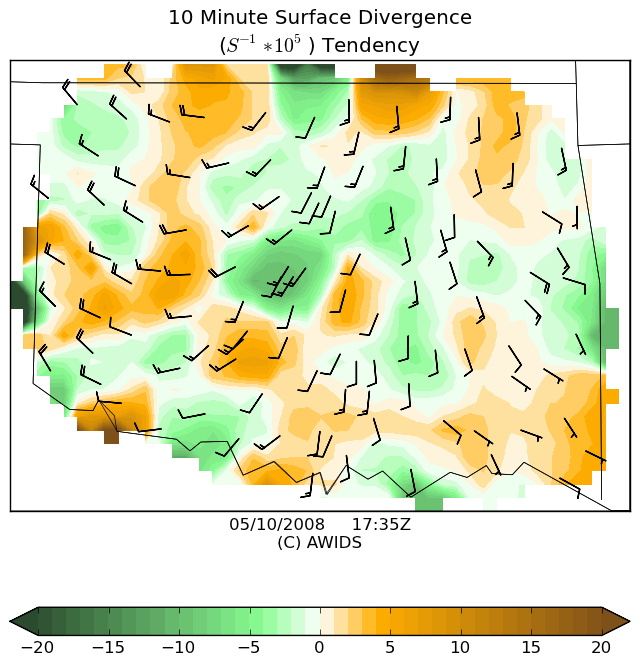 10 Minute Surface Divergence
(S⁻¹ * 10⁵ ) Tendency
05/10/2008 17:35Z
(C) AWIDS
−20 −15 −10 −5 0 5 10 15 20